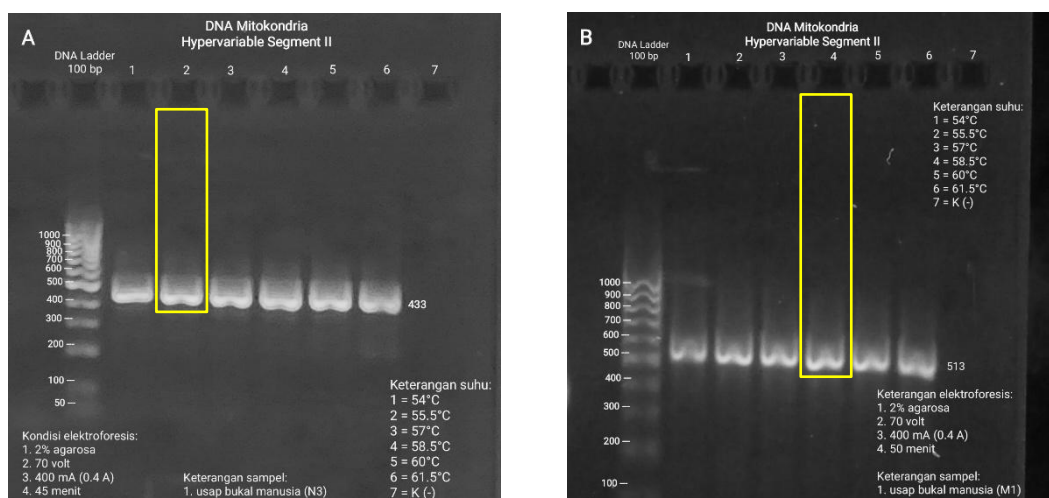 A
DNA Mitokondria
Hypervariable Segment II
DNA Ladder
100 bp
1 2 3 4 5 6 7
1000
900
800
700
600
500
400
300
200
100
50
433
Keterangan suhu:
1 = 54°C
2 = 55.5°C
3 = 57°C
4 = 58.5°C
5 = 60°C
6 = 61.5°C
7 = K (-)
Kondisi elektroforesis:
1. 2% agarosa
2. 70 volt
3. 400 mA (0.4 A)
4. 45 menit
Keterangan sampel:
1. usap bukal manusia (N3)
B
DNA Mitokondria
Hypervariable Segment II
DNA Ladder
100 bp
1 2 3 4 5 6 7
Keterangan suhu:
1 = 54°C
2 = 55.5°C
3 = 57°C
4 = 58.5°C
5 = 60°C
6 = 61.5°C
7 = K (-)
1000
900
800
700
600
500
400
300
200
100
513
Keterangan elektroforesis:
1. 2% agarosa
2. 70 volt
3. 400 mA (0.4 A)
4. 50 menit
Keterangan sampel:
1. usap bukal manusia (M1)